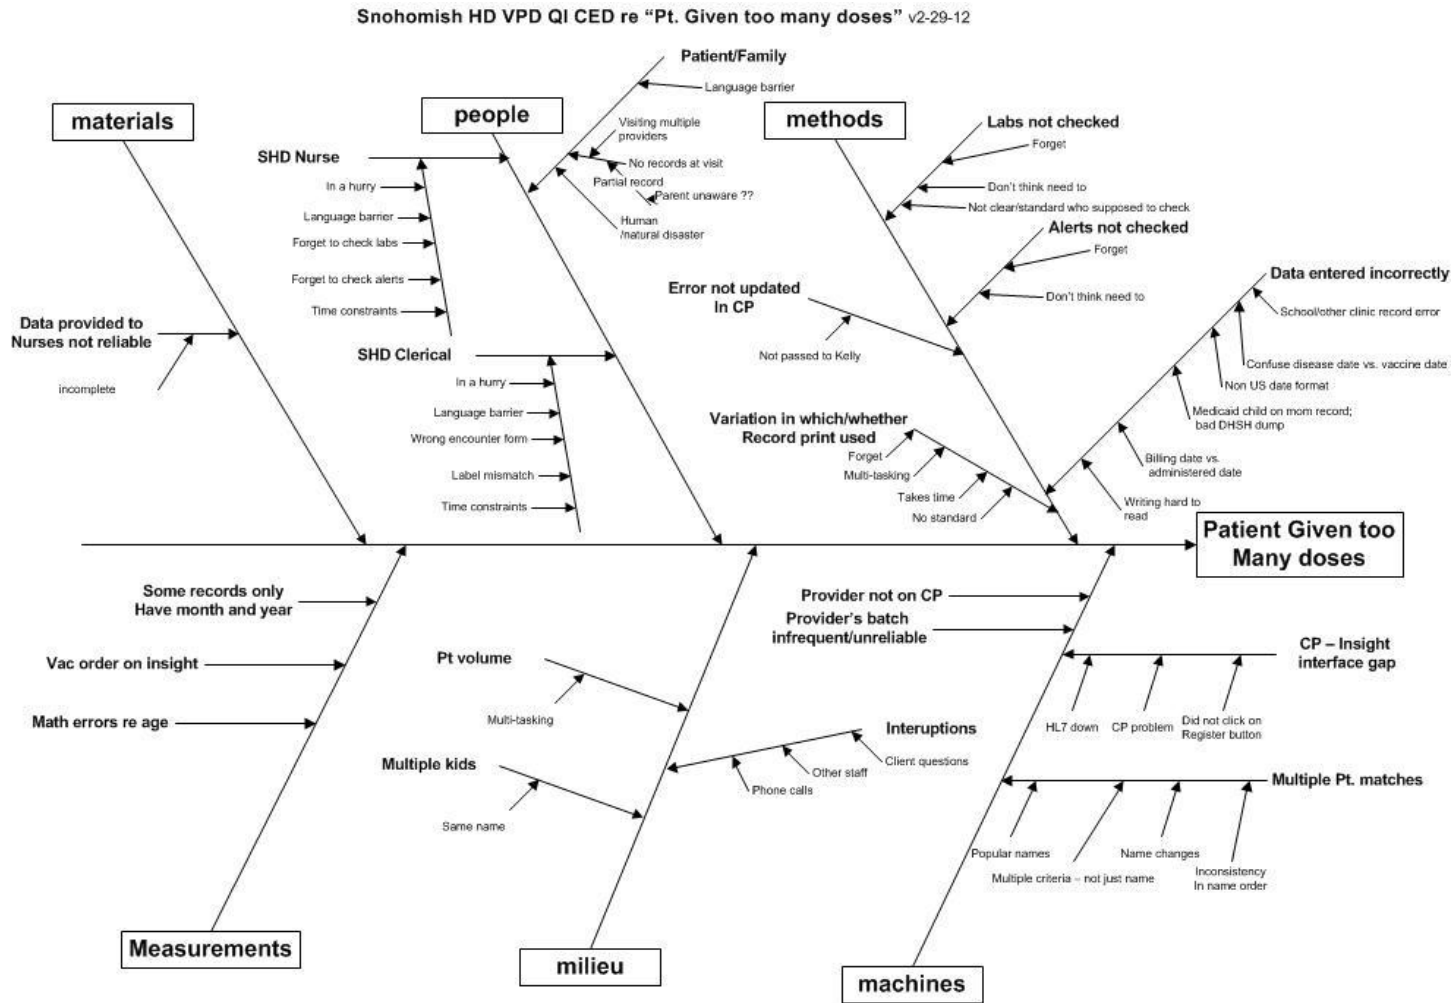 Snohomish HD VPD QI CED re “Pt. Given too many doses” v2-29-12
materials
Data provided to
Nurses not reliable
incomplete
people
Patient/Family
Language barrier
Visiting multiple
providers
No records at visit
Partial record
Parent unaware ??
Human
/natural disaster
SHD Nurse
In a hurry
Language barrier
Forget to check labs
Forget to check alerts
Time constraints
SHD Clerical
In a hurry
Language barrier
Wrong encounter form
Label mismatch
Time constraints
methods
Labs not checked
Forget
Don’t think need to
Not clear/standard who supposed to check
Alerts not checked
Forget
Don’t think need to
Error not updated
In CP
Not passed to Kelly
Data entered incorrectly
School/other clinic record error
Confuse disease date vs. vaccine date
Non US date format
Medicaid child on mom record;
bad DHSH dump
Billing date vs.
administered date
Writing hard to
read
Variation in which/whether
Record print used
Forget
Multi-tasking
Takes time
No standard
Patient Given too
Many doses
Some records only
Have month and year
Vac order on insight
Math errors re age
Measurements
Pt volume
Multi-tasking
Multiple kids
Same name
Interuptions
Client questions
Other staff
Phone calls
milieu
Provider not on CP
Provider’s batch
infrequent/unreliable
CP – Insight
interface gap
HL7 down
CP problem
Did not click on
Register button
Multiple Pt. matches
Popular names
Multiple criteria – not just name
Name changes
Inconsistency
In name order
machines